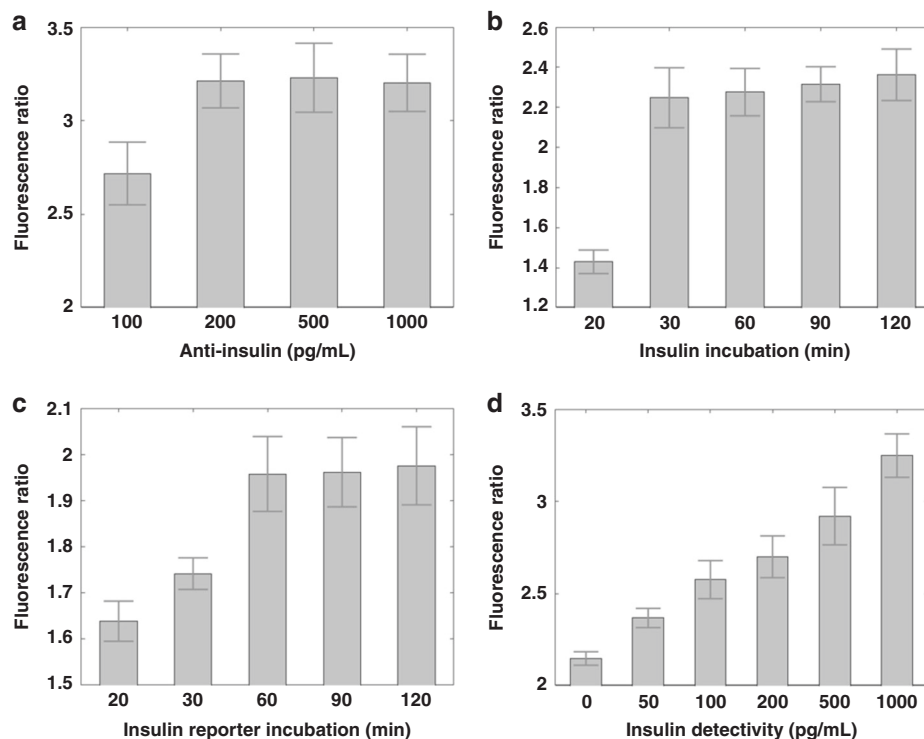 a
3.5
3
2.5
2
Fluorescence ratio
100 200 500 1000
Anti-insulin (pg/mL)
b
2.6
2.4
2.2
2
1.8
1.6
1.4
1.2
Fluorescence ratio
20 30 60 90 120
Insulin incubation (min)
c
2.1
2
1.9
1.8
1.7
1.6
1.5
Fluorescence ratio
20 30 60 90 120
Insulin reporter incubation (min)
d
3.5
3
2.5
2
Fluorescence ratio
0 50 100 200 500 1000
Insulin detectivity (pg/mL)